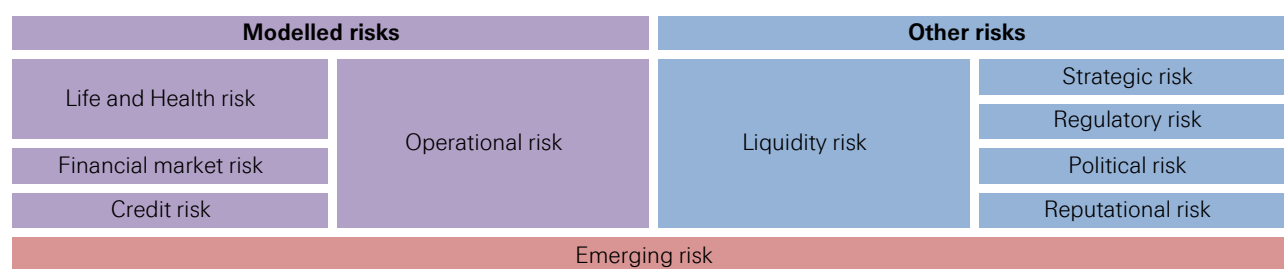 Modelled risks
Other risks
Life and Health risk
Financial market risk
Credit risk
Operational risk
Liquidity risk
Strategic risk
Regulatory risk
Political risk
Reputational risk
Emerging risk